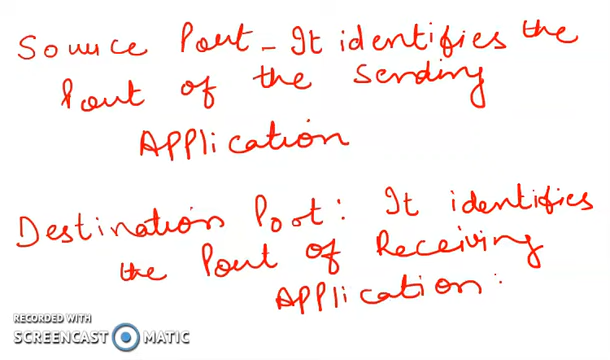 Source Port - It identifies the
Port of the Sending
Application
Destination Port: It identifies
the Port of Receiving
Application:
RECORDED WITH
SCREENCAST MATIC